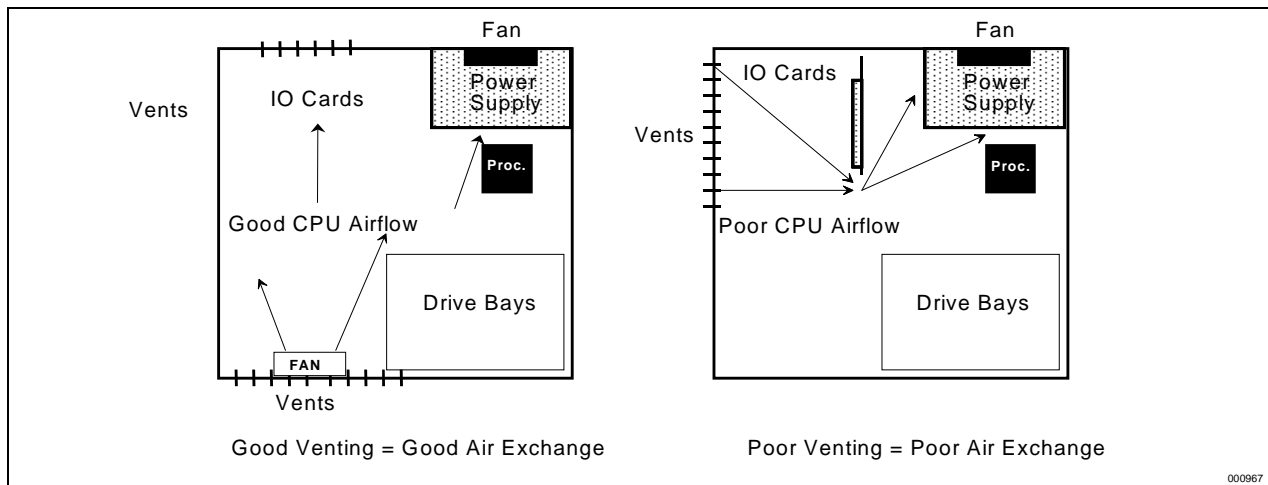 Fan
Power
Supply
IO Cards
Vents
Proc.
Good CPU Airflow
Drive Bays
FAN
Vents
Good Venting = Good Air Exchange
Fan
IO Cards
Power
Supply
Vents
Proc.
Poor CPU Airflow
Drive Bays
Poor Venting = Poor Air Exchange
000967